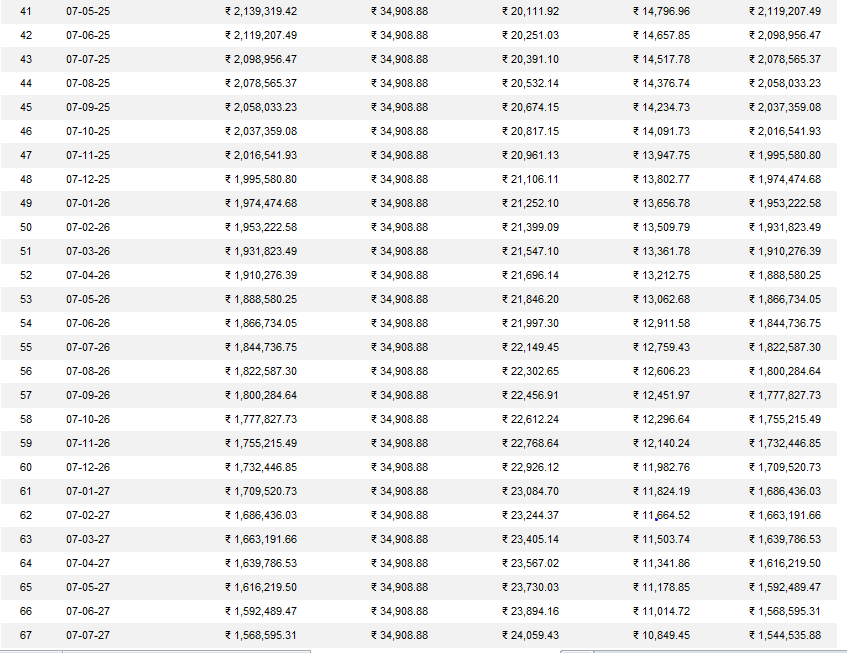 41 07-05-25 ₹ 2,139,319.42 ₹ 34,908.88 ₹ 20,111.92 ₹ 14,796.96 ₹ 2,119,207.49
42 07-06-25 ₹ 2,119,207.49 ₹ 34,908.88 ₹ 20,251.03 ₹ 14,657.85 ₹ 2,098,956.47
43 07-07-25 ₹ 2,098,956.47 ₹ 34,908.88 ₹ 20,391.10 ₹ 14,517.78 ₹ 2,078,565.37
44 07-08-25 ₹ 2,078,565.37 ₹ 34,908.88 ₹ 20,532.14 ₹ 14,376.74 ₹ 2,058,033.23
45 07-09-25 ₹ 2,058,033.23 ₹ 34,908.88 ₹ 20,674.15 ₹ 14,234.73 ₹ 2,037,359.08
46 07-10-25 ₹ 2,037,359.08 ₹ 34,908.88 ₹ 20,817.15 ₹ 14,091.73 ₹ 2,016,541.93
47 07-11-25 ₹ 2,016,541.93 ₹ 34,908.88 ₹ 20,961.13 ₹ 13,947.75 ₹ 1,995,580.80
48 07-12-25 ₹ 1,995,580.80 ₹ 34,908.88 ₹ 21,106.11 ₹ 13,802.77 ₹ 1,974,474.68
49 07-01-26 ₹ 1,974,474.68 ₹ 34,908.88 ₹ 21,252.10 ₹ 13,656.78 ₹ 1,953,222.58
50 07-02-26 ₹ 1,953,222.58 ₹ 34,908.88 ₹ 21,399.09 ₹ 13,509.79 ₹ 1,931,823.49
51 07-03-26 ₹ 1,931,823.49 ₹ 34,908.88 ₹ 21,547.10 ₹ 13,361.78 ₹ 1,910,276.39
52 07-04-26 ₹ 1,910,276.39 ₹ 34,908.88 ₹ 21,696.14 ₹ 13,212.75 ₹ 1,888,580.25
53 07-05-26 ₹ 1,888,580.25 ₹ 34,908.88 ₹ 21,846.20 ₹ 13,062.68 ₹ 1,866,734.05
54 07-06-26 ₹ 1,866,734.05 ₹ 34,908.88 ₹ 21,997.30 ₹ 12,911.58 ₹ 1,844,736.75
55 07-07-26 ₹ 1,844,736.75 ₹ 34,908.88 ₹ 22,149.45 ₹ 12,759.43 ₹ 1,822,587.30
56 07-08-26 ₹ 1,822,587.30 ₹ 34,908.88 ₹ 22,302.65 ₹ 12,606.23 ₹ 1,800,284.64
57 07-09-26 ₹ 1,800,284.64 ₹ 34,908.88 ₹ 22,456.91 ₹ 12,451.97 ₹ 1,777,827.73
58 07-10-26 ₹ 1,777,827.73 ₹ 34,908.88 ₹ 22,612.24 ₹ 12,296.64 ₹ 1,755,215.49
59 07-11-26 ₹ 1,755,215.49 ₹ 34,908.88 ₹ 22,768.64 ₹ 12,140.24 ₹ 1,732,446.85
60 07-12-26 ₹ 1,732,446.85 ₹ 34,908.88 ₹ 22,926.12 ₹ 11,982.76 ₹ 1,709,520.73
61 07-01-27 ₹ 1,709,520.73 ₹ 34,908.88 ₹ 23,084.70 ₹ 11,824.19 ₹ 1,686,436.03
62 07-02-27 ₹ 1,686,436.03 ₹ 34,908.88 ₹ 23,244.37 ₹ 11,664.52 ₹ 1,663,191.66
63 07-03-27 ₹ 1,663,191.66 ₹ 34,908.88 ₹ 23,405.14 ₹ 11,503.74 ₹ 1,639,786.53
64 07-04-27 ₹ 1,639,786.53 ₹ 34,908.88 ₹ 23,567.02 ₹ 11,341.86 ₹ 1,616,219.50
65 07-05-27 ₹ 1,616,219.50 ₹ 34,908.88 ₹ 23,730.03 ₹ 11,178.85 ₹ 1,592,489.47
66 07-06-27 ₹ 1,592,489.47 ₹ 34,908.88 ₹ 23,894.16 ₹ 11,014.72 ₹ 1,568,595.31
67 07-07-27 ₹ 1,568,595.31 ₹ 34,908.88 ₹ 24,059.43 ₹ 10,849.45 ₹ 1,544,535.88